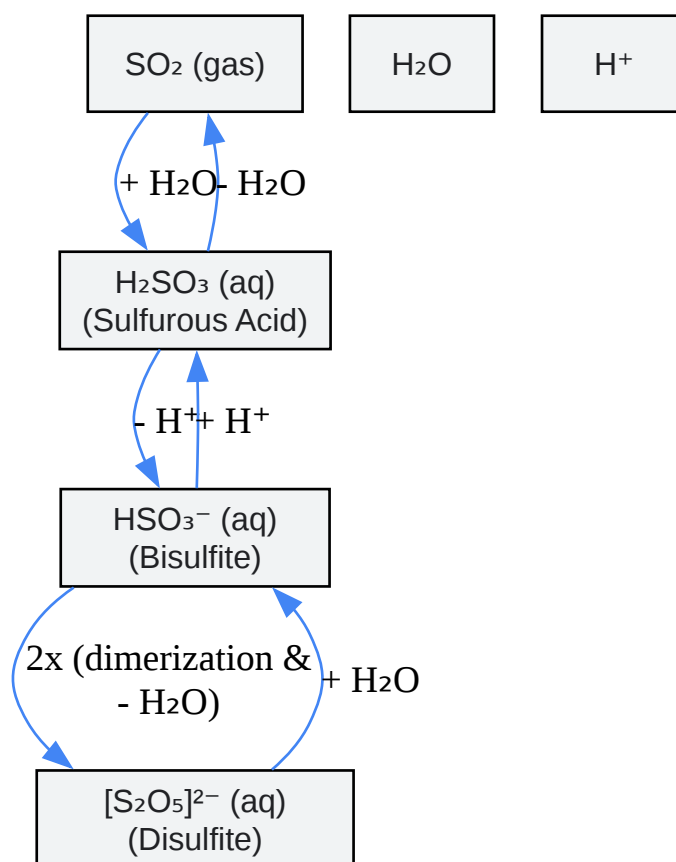 SO₂ (gas)
H₂O
H⁺
+ H₂O
- H₂O
H₂SO₃ (aq)
(Sulfurous Acid)
- H⁺
+ H⁺
HSO₃⁻ (aq)
(Bisulfite)
2x (dimerization &
- H₂O)
+ H₂O
[S₂O₅]²⁻ (aq)
(Disulfite)